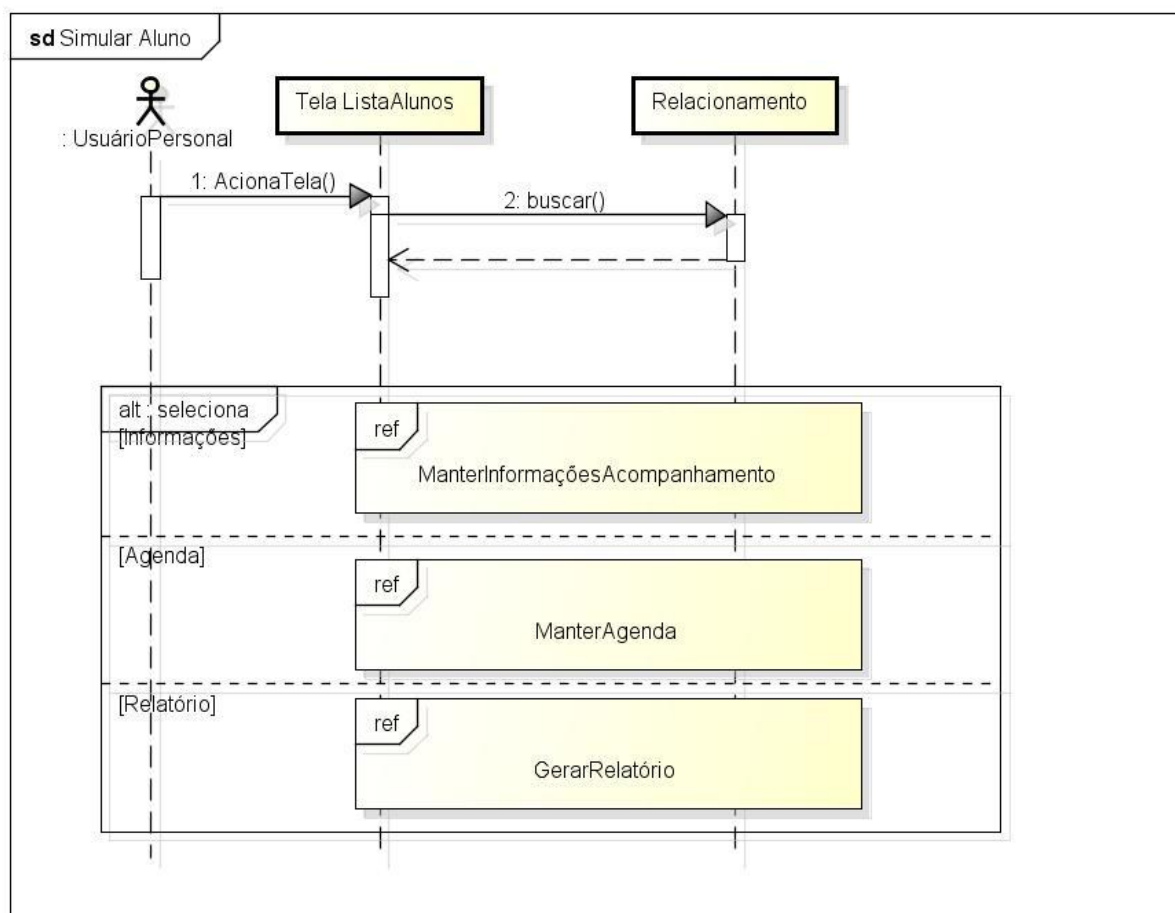 sd Simular Aluno
: UsuárioPersonal
Tela ListaAlunos
Relacionamento
1: AcionaTela()
2: buscar()
alt : seleciona
[Informações]
ref
ManterInformaçõesAcompanhamento
[Agenda]
ref
ManterAgenda
[Relatório]
ref
GerarRelatório